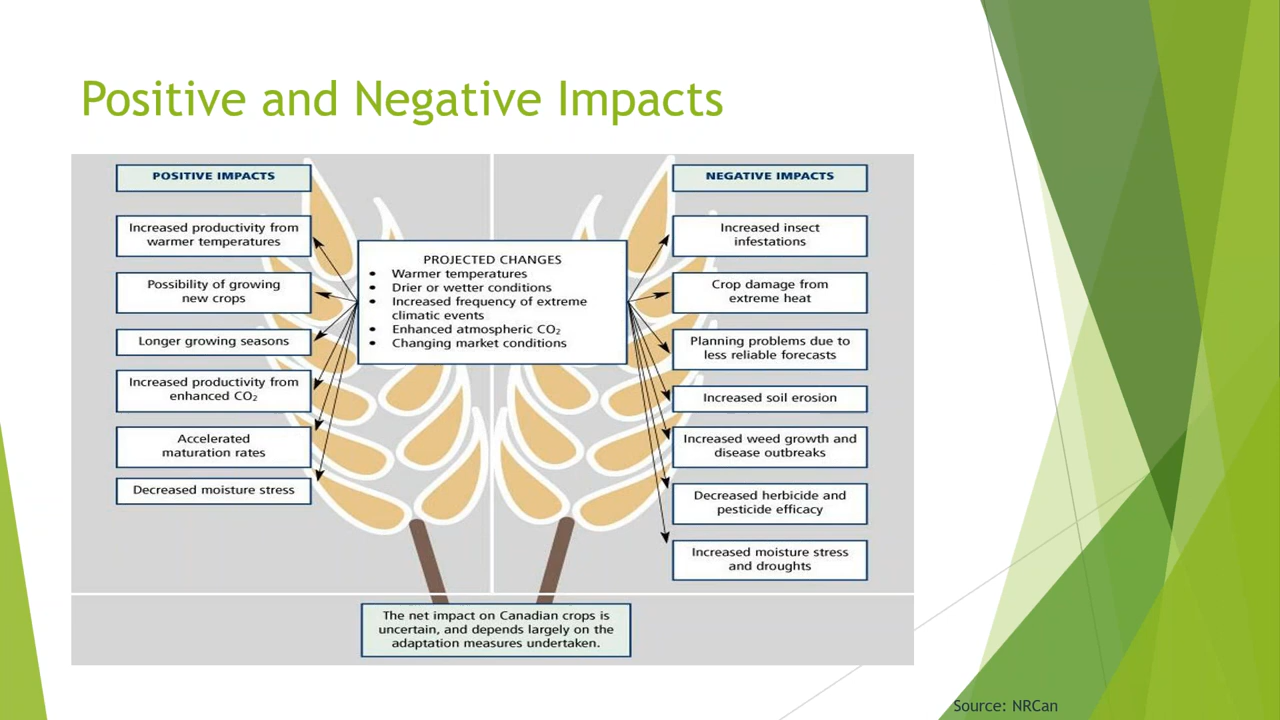 Positive and Negative Impacts
POSITIVE IMPACTS
Increased productivity from
warmer temperatures
Possibility of growing
new crops
Longer growing seasons
Increased productivity from
enhanced CO₂
Accelerated
maturation rates
Decreased moisture stress
PROJECTED CHANGES
• Warmer temperatures
• Drier or wetter conditions
• Increased frequency of extreme
climatic events
• Enhanced atmospheric CO₂
• Changing market conditions
NEGATIVE IMPACTS
Increased insect
infestations
Crop damage from
extreme heat
Planning problems due to
less reliable forecasts
Increased soil erosion
Increased weed growth and
disease outbreaks
Decreased herbicide and
pesticide efficacy
Increased moisture stress
and droughts
The net impact on Canadian crops is
uncertain, and depends largely on the
adaptation measures undertaken.
Source: NRCan